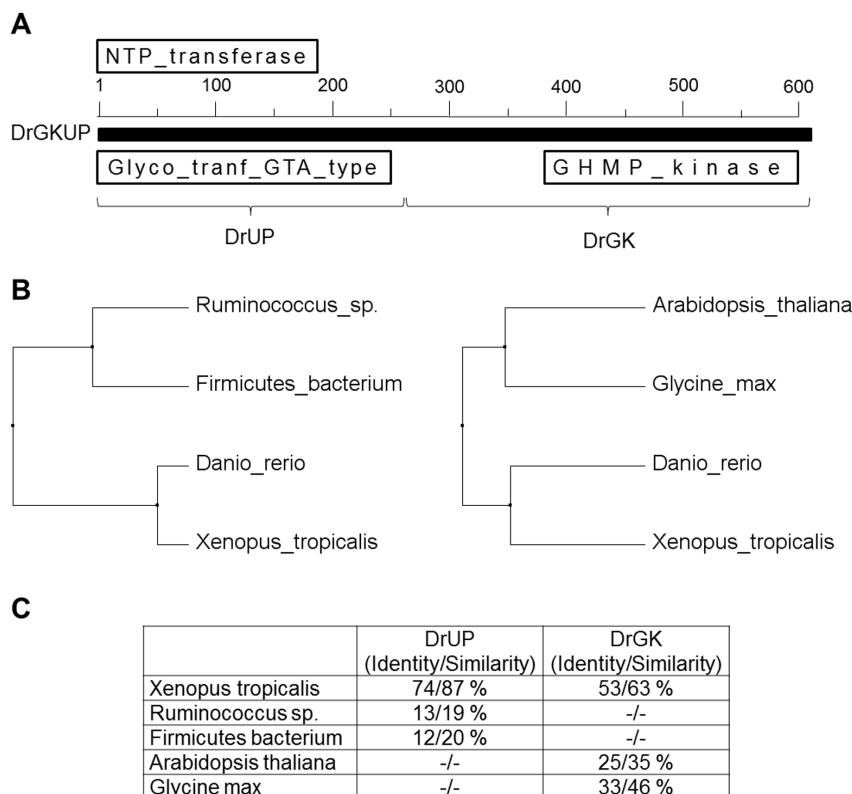 A
NTP_transferase
1 100 200 300 400 500 600
DrGKUP
Glyco_tranf_GTA_type GHMP_kinase
DrUP DrGK
B
Ruminococcus_sp. Arabidopsis_thaliana
Firmicutes_bacterium Glycine_max
Danio_rerio Danio_rerio
Xenopus_tropicalis Xenopus_tropicalis
C
DrUP DrGK
(Identity/Similarity) (Identity/Similarity)
Xenopus tropicalis 74/87 % 53/63 %
Ruminococcus sp. 13/19 % -/-
Firmicutes bacterium 12/20 % -/-
Arabidopsis thaliana -/- 25/35 %
Glycine max -/- 33/46 %